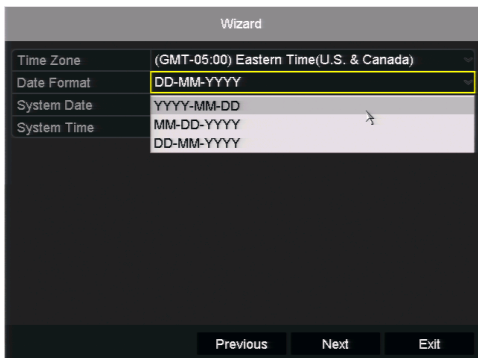 Wizard
Time Zone (GMT-05:00) Eastern Time(U.S. & Canada)
Date Format DD-MM-YYYY
System Date YYYY-MM-DD
System Time MM-DD-YYYY
DD-MM-YYYY
Previous Next Exit